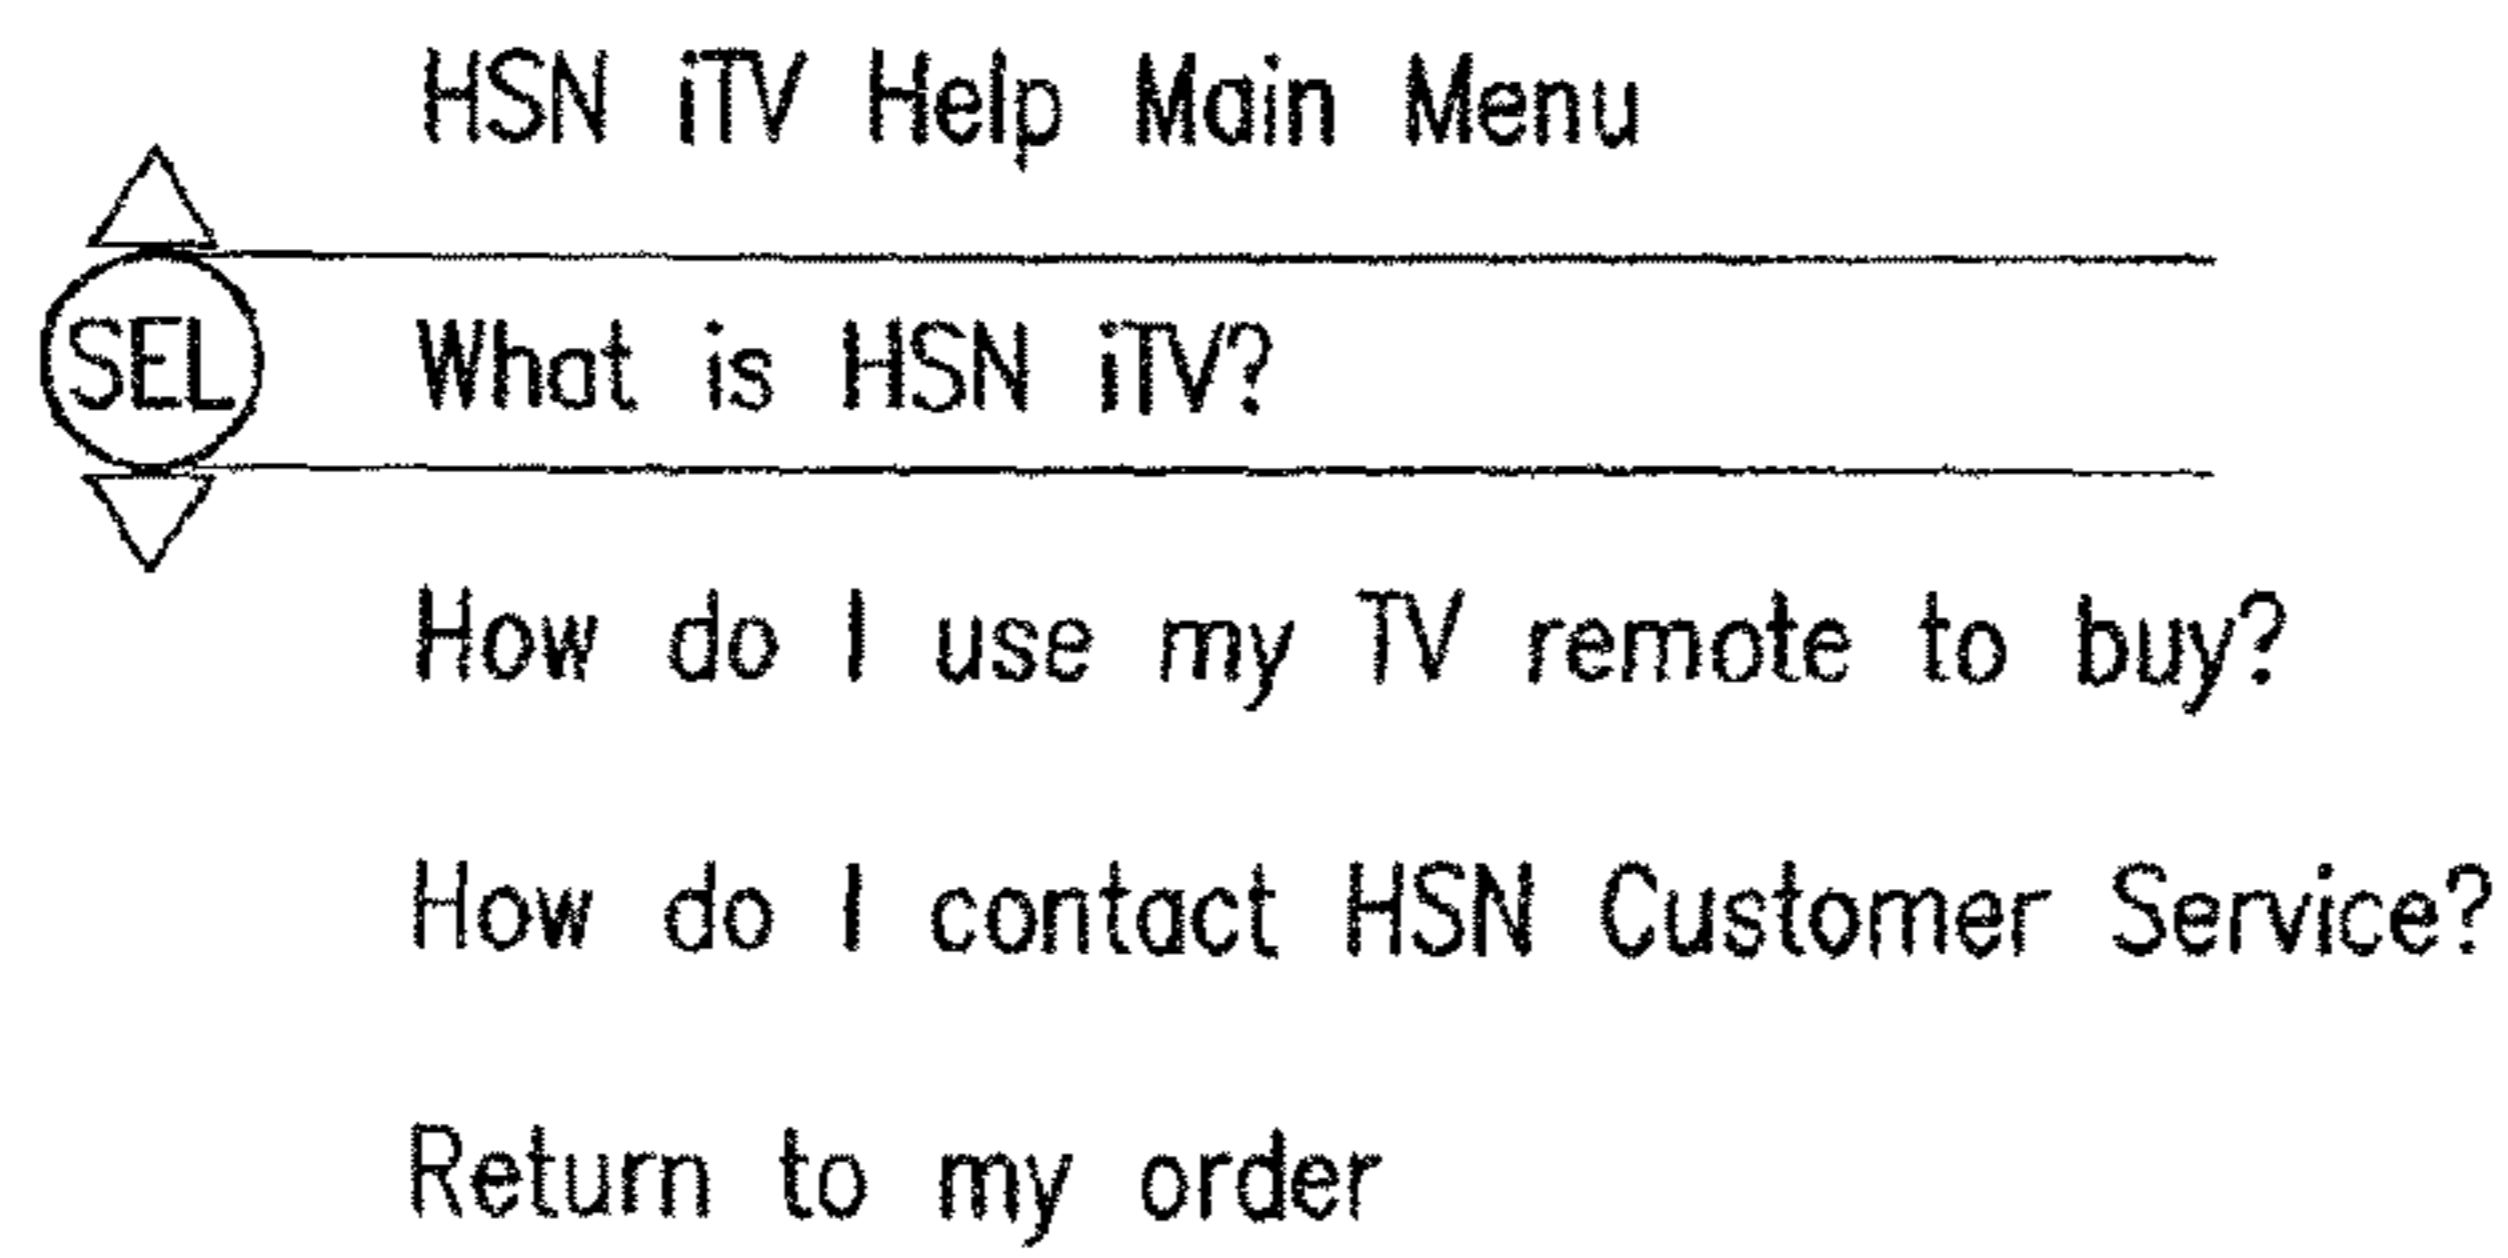 HSN iTV Help Main Menu
SEL What is HSN iTV?
How do I use my TV remote to buy?
How do I contact HSN Customer Service?
Return to my order